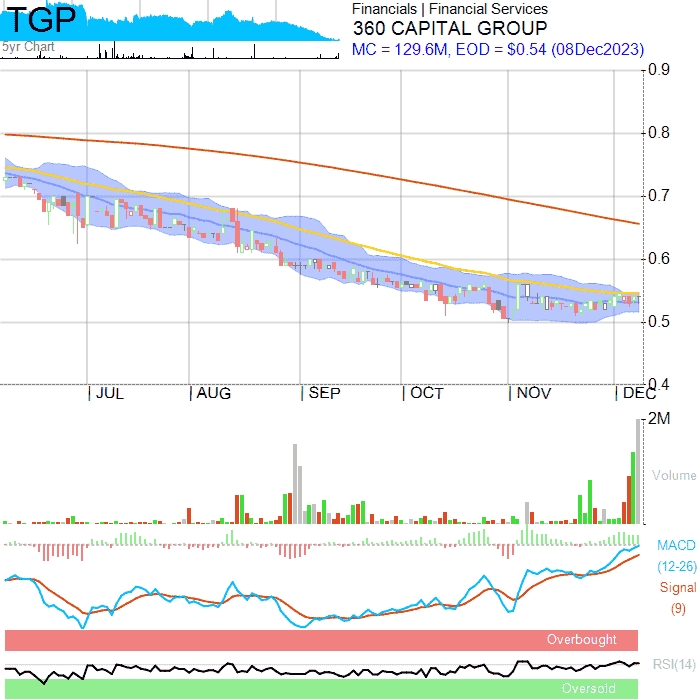 TGP
5yr Chart
Financials | Financial Services
360 CAPITAL GROUP
MC = 129.6M, EOD = $0.54 (08Dec2023)
0.9
0.8
0.7
0.6
0.5
0.4
JUL AUG SEP OCT NOV DEC
2M
Volume
MACD
(12-26)
Signal
(9)
Overbought
RSI(14)
Oversold